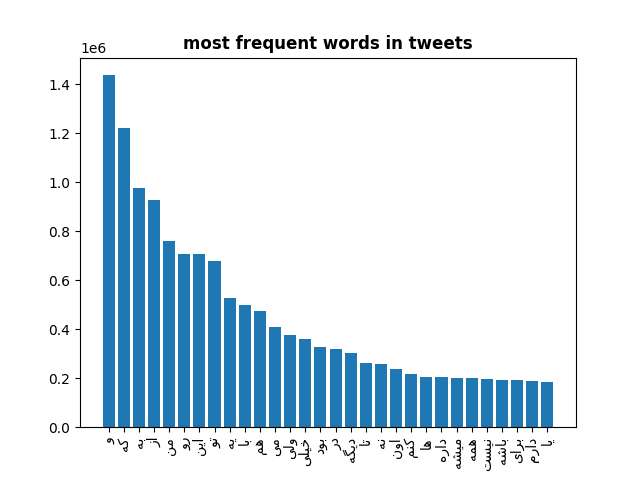 most frequent words in tweets
1e6
1.4
1.2
1.0
0.8
0.6
0.4
0.2
0.0
و
که
به
از
من
رو
این
تو
یه
با
هم
می
ولی
خیلی
بود
در
دیگه
تا
نه
اون
کنم
ها
داره
میشه
همه
نیست
باشه
برای
دارم
یا